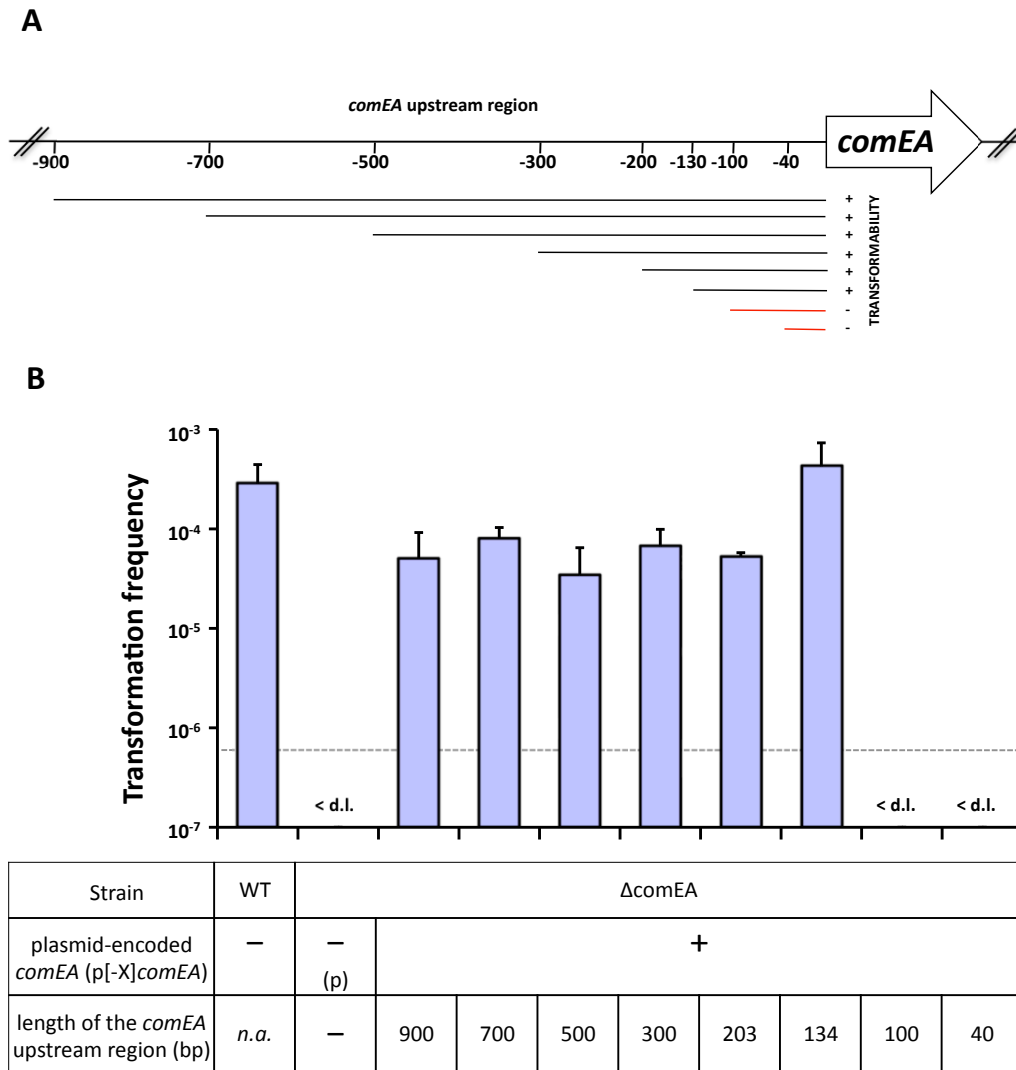 A
comEA upstream region
comEA
-900 -700 -500 -300 -200 -130 -100 -40
+
+
+
+
+
+
-
-
TRANSFORMABILITY
B
Transformation frequency
10-3
10-4
10-5
10-6
10-7
< d.l.
< d.l.
< d.l.
Strain WT ΔcomEA
plasmid-encoded
comEA (p[-X]comEA)
− − +
(p)
length of the comEA
upstream region (bp)
n.a. − 900 700 500 300 203 134 100 40